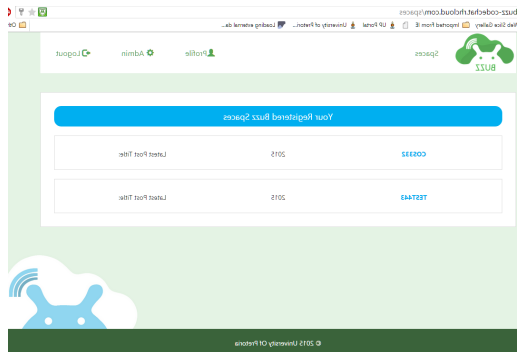 buzz-codehat.rhcloud.com/spaces
Web Slice Gallery Imported From IE UP Portal University of Pretori... Loading external da...
BUZZ
Spaces Profile Admin Logout
Your Registered Buzz Spaces
COS332 2015 Latest Post Title:
TEST443 2015 Latest Post Title:
© 2015 University Of Pretoria